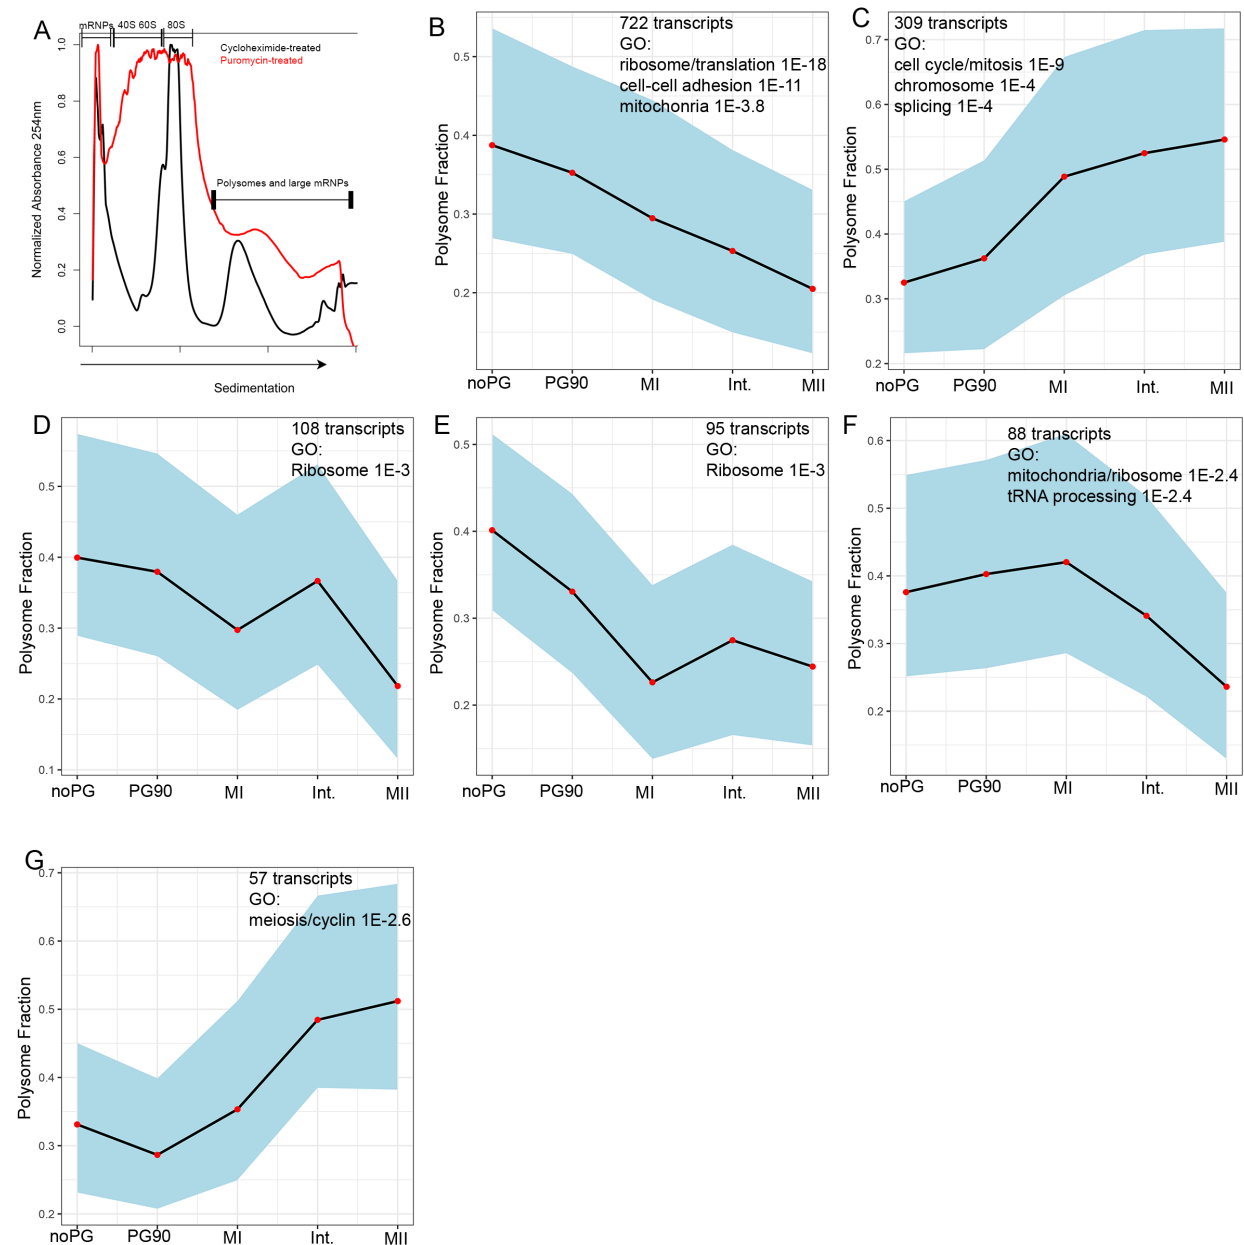 A
mRNPs 40S 60S 80S
Cycloheximide-treated
Puromycin-treated
Polysomes and large mRNPs
Normalized Absorbance 254nm
1.0
0.8
0.6
0.4
0.2
0.0
Sedimentation
B
722 transcripts
GO:
ribosome/translation 1E-18
cell-cell adhesion 1E-11
mitochonria 1E-3.8
Polysome Fraction
0.5
0.4
0.3
0.2
noPG PG90 MI Int. MII
C
309 transcripts
GO:
cell cycle/mitosis 1E-9
chromosome 1E-4
splicing 1E-4
Polysome Fraction
0.7
0.6
0.5
0.4
0.3
0.2
noPG PG90 MI Int. MII
D
108 transcripts
GO:
Ribosome 1E-3
Polysome Fraction
0.5
0.4
0.3
0.2
0.1
noPG PG90 MI Int. MII
E
95 transcripts
GO:
Ribosome 1E-3
Polysome Fraction
0.5
0.4
0.3
0.2
noPG PG90 MI Int. MII
F
88 transcripts
GO:
mitochondria/ribosome 1E-2.4
tRNA processing 1E-2.4
Polysome Fraction
0.6
0.5
0.4
0.3
0.2
noPG PG90 MI Int. MII
G
57 transcripts
GO:
meiosis/cyclin 1E-2.6
Polysome Fraction
0.7
0.6
0.5
0.4
0.3
0.2
noPG PG90 MI Int. MII